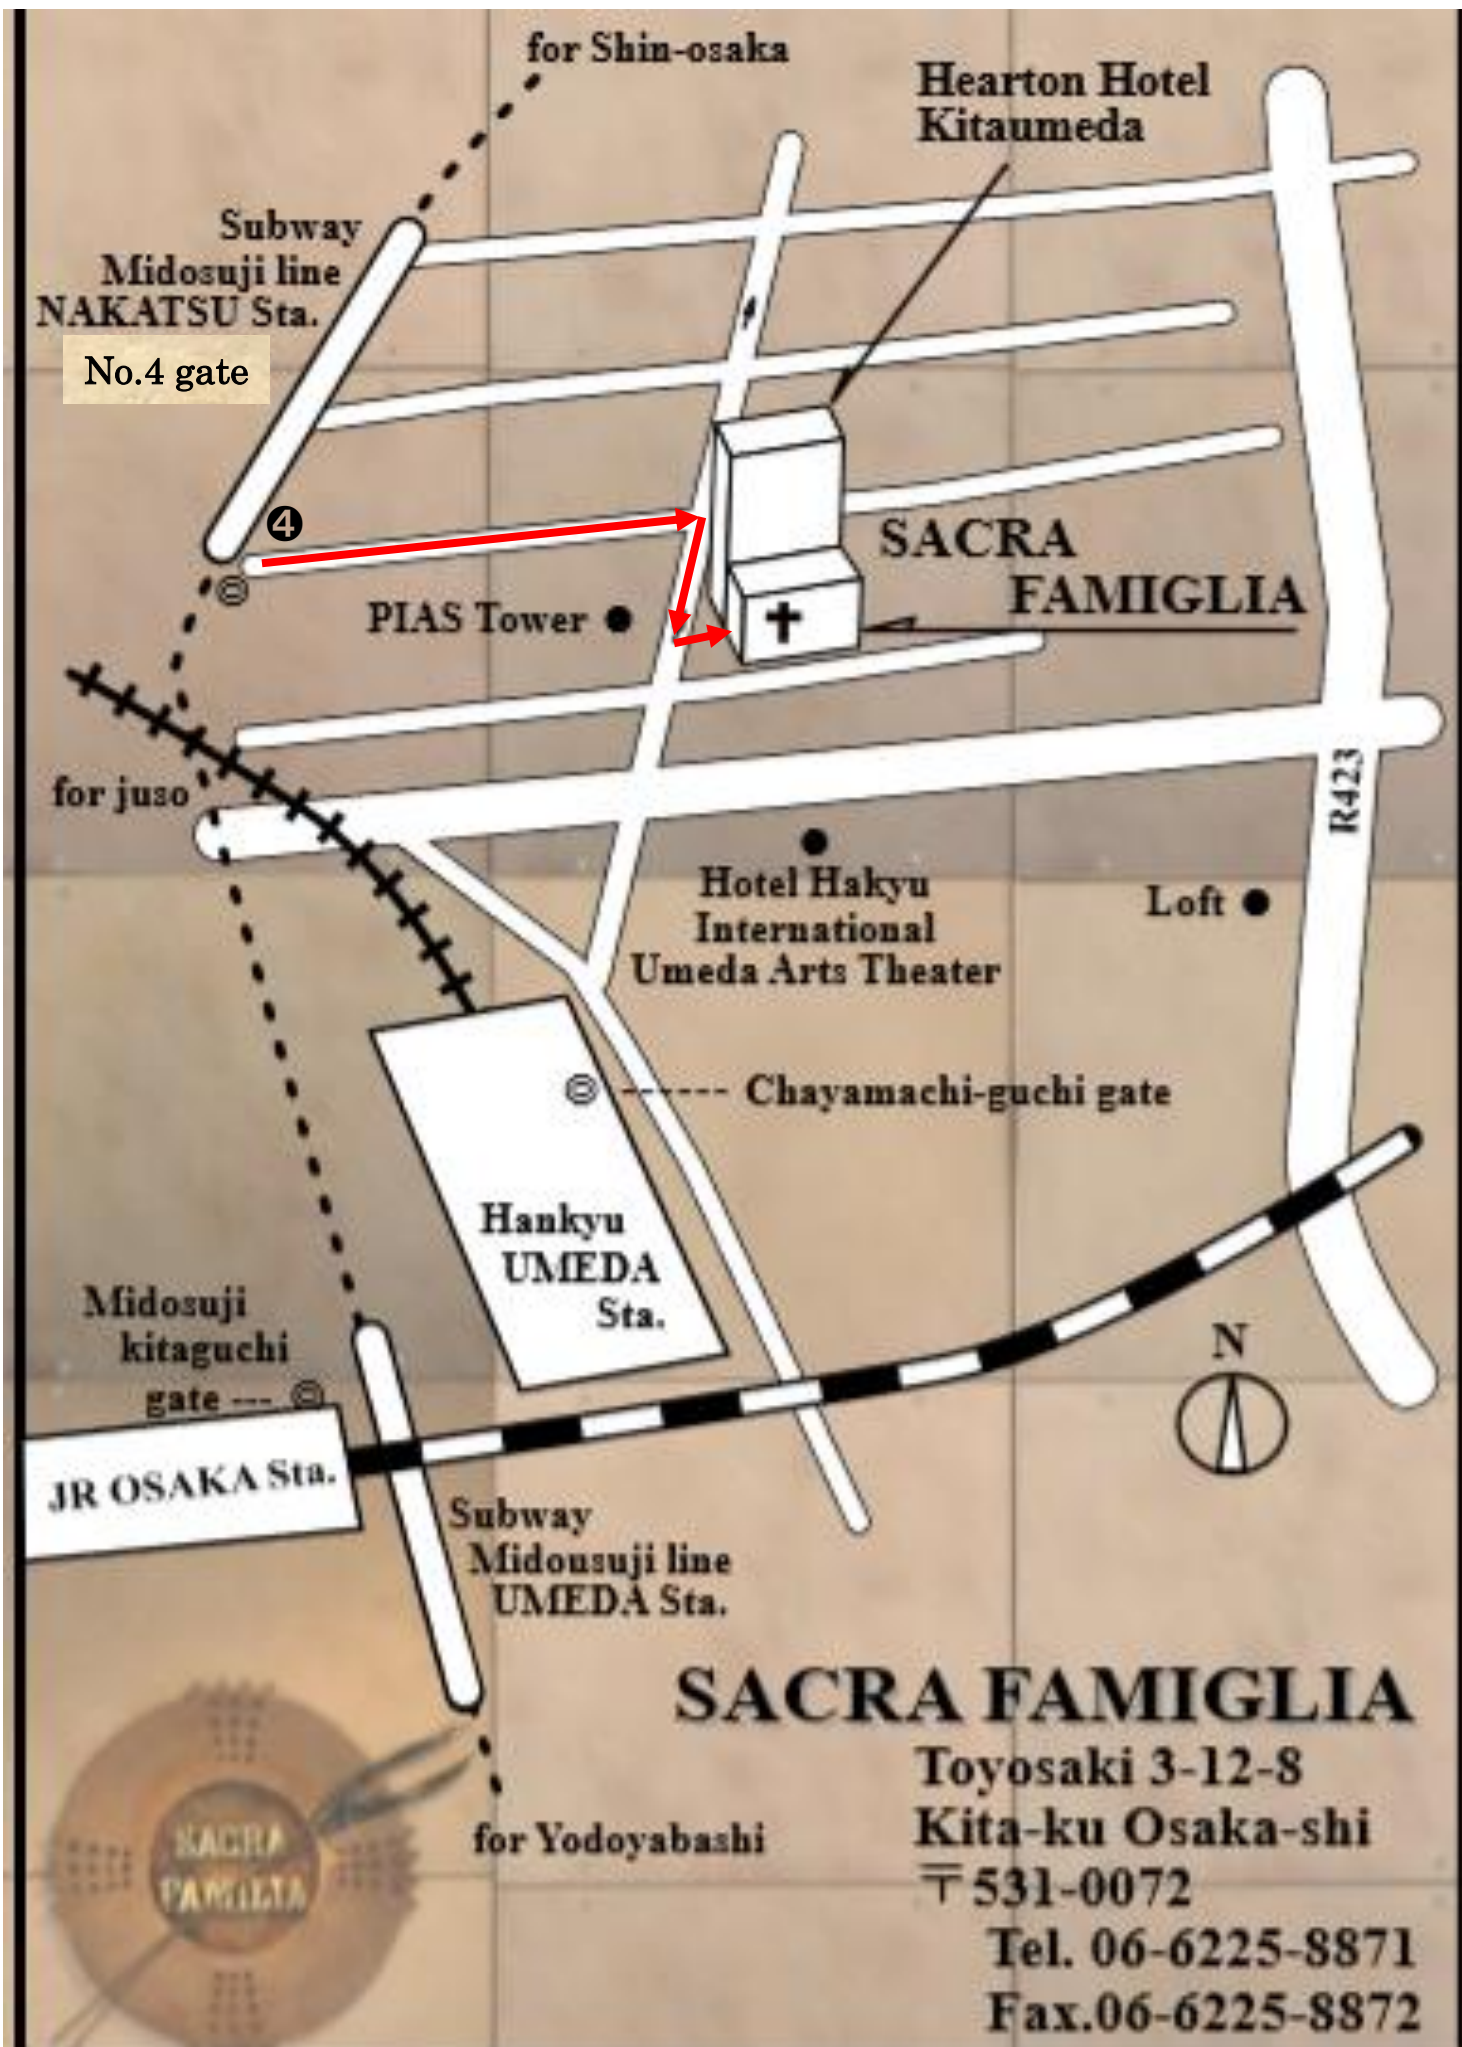 for Shin-osaka
Hearton Hotel
Kitaumeda
Subway
Midosuji line
NAKATSU Sta.
No.4 gate
4
SACRA
FAMIGLIA
PIAS Tower
for juso
R423
Hotel Hakyu
International
Umeda Arts Theater
Loft
Chayamachi-guchi gate
Hankyu
UMEDA
Sta.
Midosuji
kitaguchi
gate
N
JR OSAKA Sta.
Subway
Midousuji line
UMEDA Sta.
for Yodoyabashi
SACRA
FAMILIA
SACRA FAMIGLIA
Toyosaki 3-12-8
Kita-ku Osaka-shi
〒531-0072
Tel. 06-6225-8871
Fax.06-6225-8872